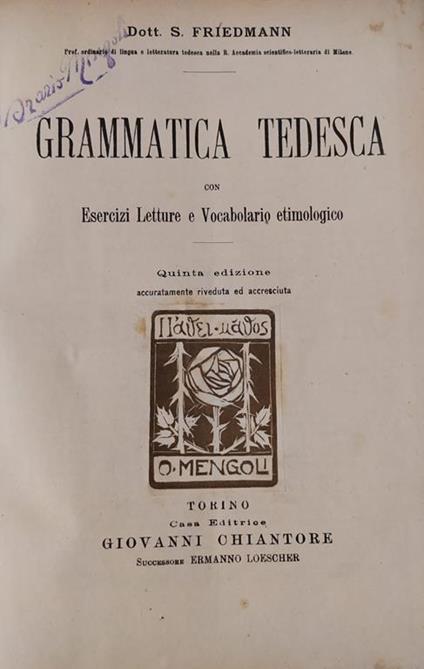 Dott. S. FRIEDMANN
Prof. ordinario di lingua e letteratura tedesca nella R. Accademia scientifico-letteraria di Milano.
Orazio Mengoli
GRAMMATICA TEDESCA
CON
Esercizi Letture e Vocabolario etimologico
Quinta edizione
accuratamente riveduta ed accresciuta
Πάθει·μάθος
O·MENGOLI
TORINO
Casa Editrice
GIOVANNI CHIANTORE
SUCCESSORE ERMANNO LOESCHER